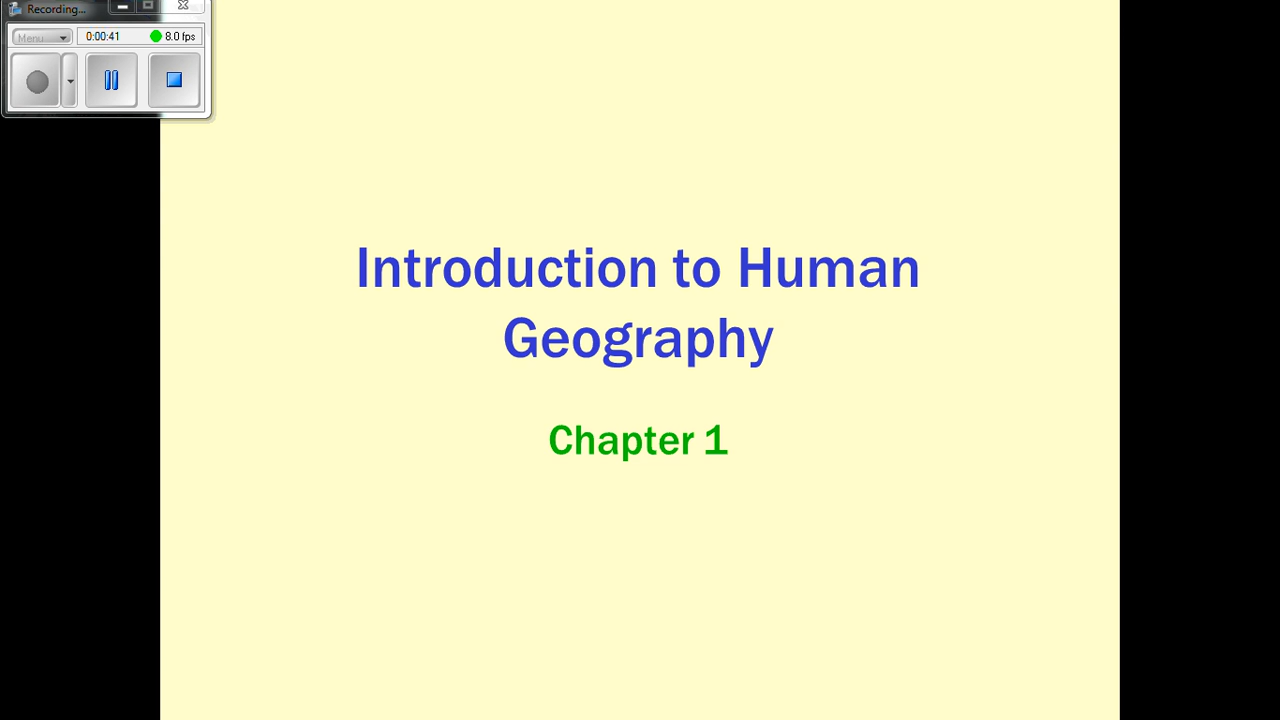 Recording...
Menu
0:00:41 8.0 fps
Introduction to Human
Geography
Chapter 1